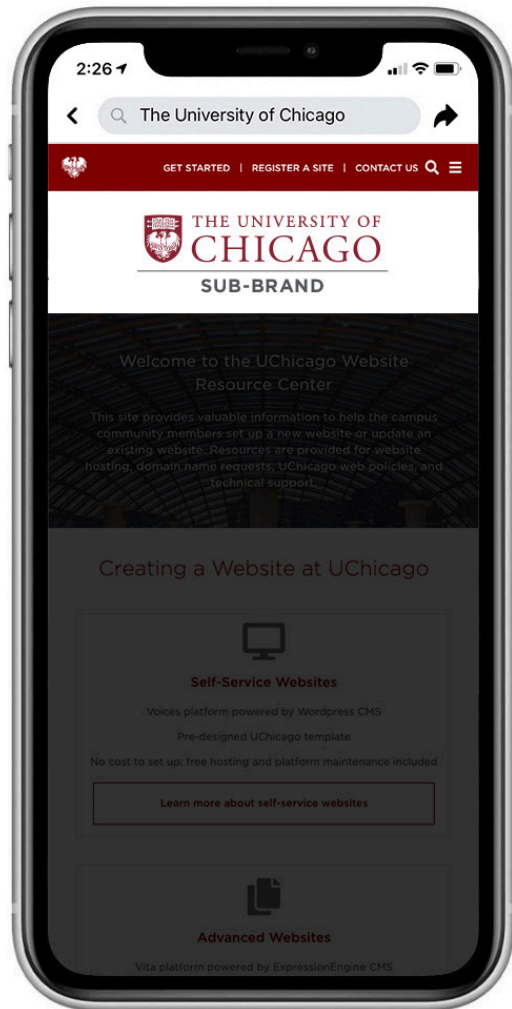 2:26
The University of Chicago
GET STARTED | REGISTER A SITE | CONTACT US
THE UNIVERSITY OF
CHICAGO
SUB-BRAND
Welcome to the UChicago Website
Resource Center
This site provides valuable information to help the campus
community members set up a new website or update an
existing website. Resources are provided for website
hosting, domain name requests, UChicago web policies, and
technical support.
Creating a Website at UChicago
Self-Service Websites
Voices platform powered by Wordpress CMS
Pre-designed UChicago template
No cost to set up; free hosting and platform maintenance included
Learn more about self-service websites
Advanced Websites
Vita platform powered by ExpressionEngine CMS